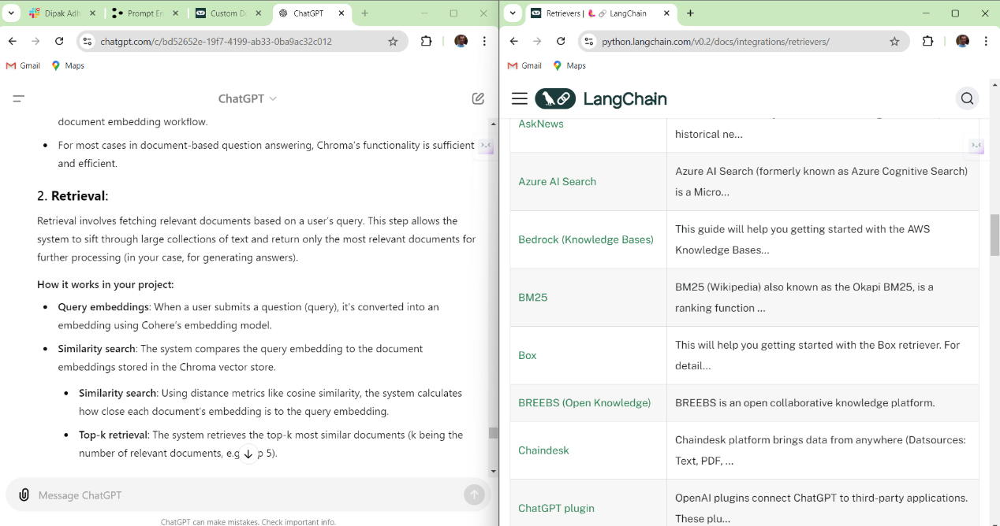 Dipak Adh
Prompt En
Custom Do
ChatGPT
chatgpt.com/c/bd52652e-19f7-4199-ab33-0ba9ac32c012
Gmail
Maps
ChatGPT
document embedding workflow.
• For most cases in document-based question answering, Chroma's functionality is sufficient
and efficient.
2. Retrieval:
Retrieval involves fetching relevant documents based on a user's query. This step allows the
system to sift through large collections of text and return only the most relevant documents for
further processing (in your case, for generating answers).
How it works in your project:
• Query embeddings: When a user submits a question (query), it's converted into an
embedding using Cohere's embedding model.
• Similarity search: The system compares the query embedding to the document
embeddings stored in the Chroma vector store.
• Similarity search: Using distance metrics like cosine similarity, the system calculates
how close each document's embedding is to the query embedding.
• Top-k retrieval: The system retrieves the top-k most similar documents (k being the
number of relevant documents, e.g p 5).
Message ChatGPT
ChatGPT can make mistakes. Check important info.
Retrievers | LangChain
python.langchain.com/v0.2/docs/integrations/retrievers/
Gmail
Maps
LangChain
AskNews
historical ne...
Azure AI Search
Azure AI Search (formerly known as Azure Cognitive Search)
is a Micro...
Bedrock (Knowledge Bases)
This guide will help you getting started with the AWS
Knowledge Bases...
BM25
BM25 (Wikipedia) also known as the Okapi BM25, is a
ranking function ...
Box
This will help you getting started with the Box retriever. For
detail...
BREEBS (Open Knowledge)
BREEBS is an open collaborative knowledge platform.
Chaindesk
Chaindesk platform brings data from anywhere (Datsources:
Text, PDF, ...
ChatGPT plugin
OpenAI plugins connect ChatGPT to third-party applications.
These plu...